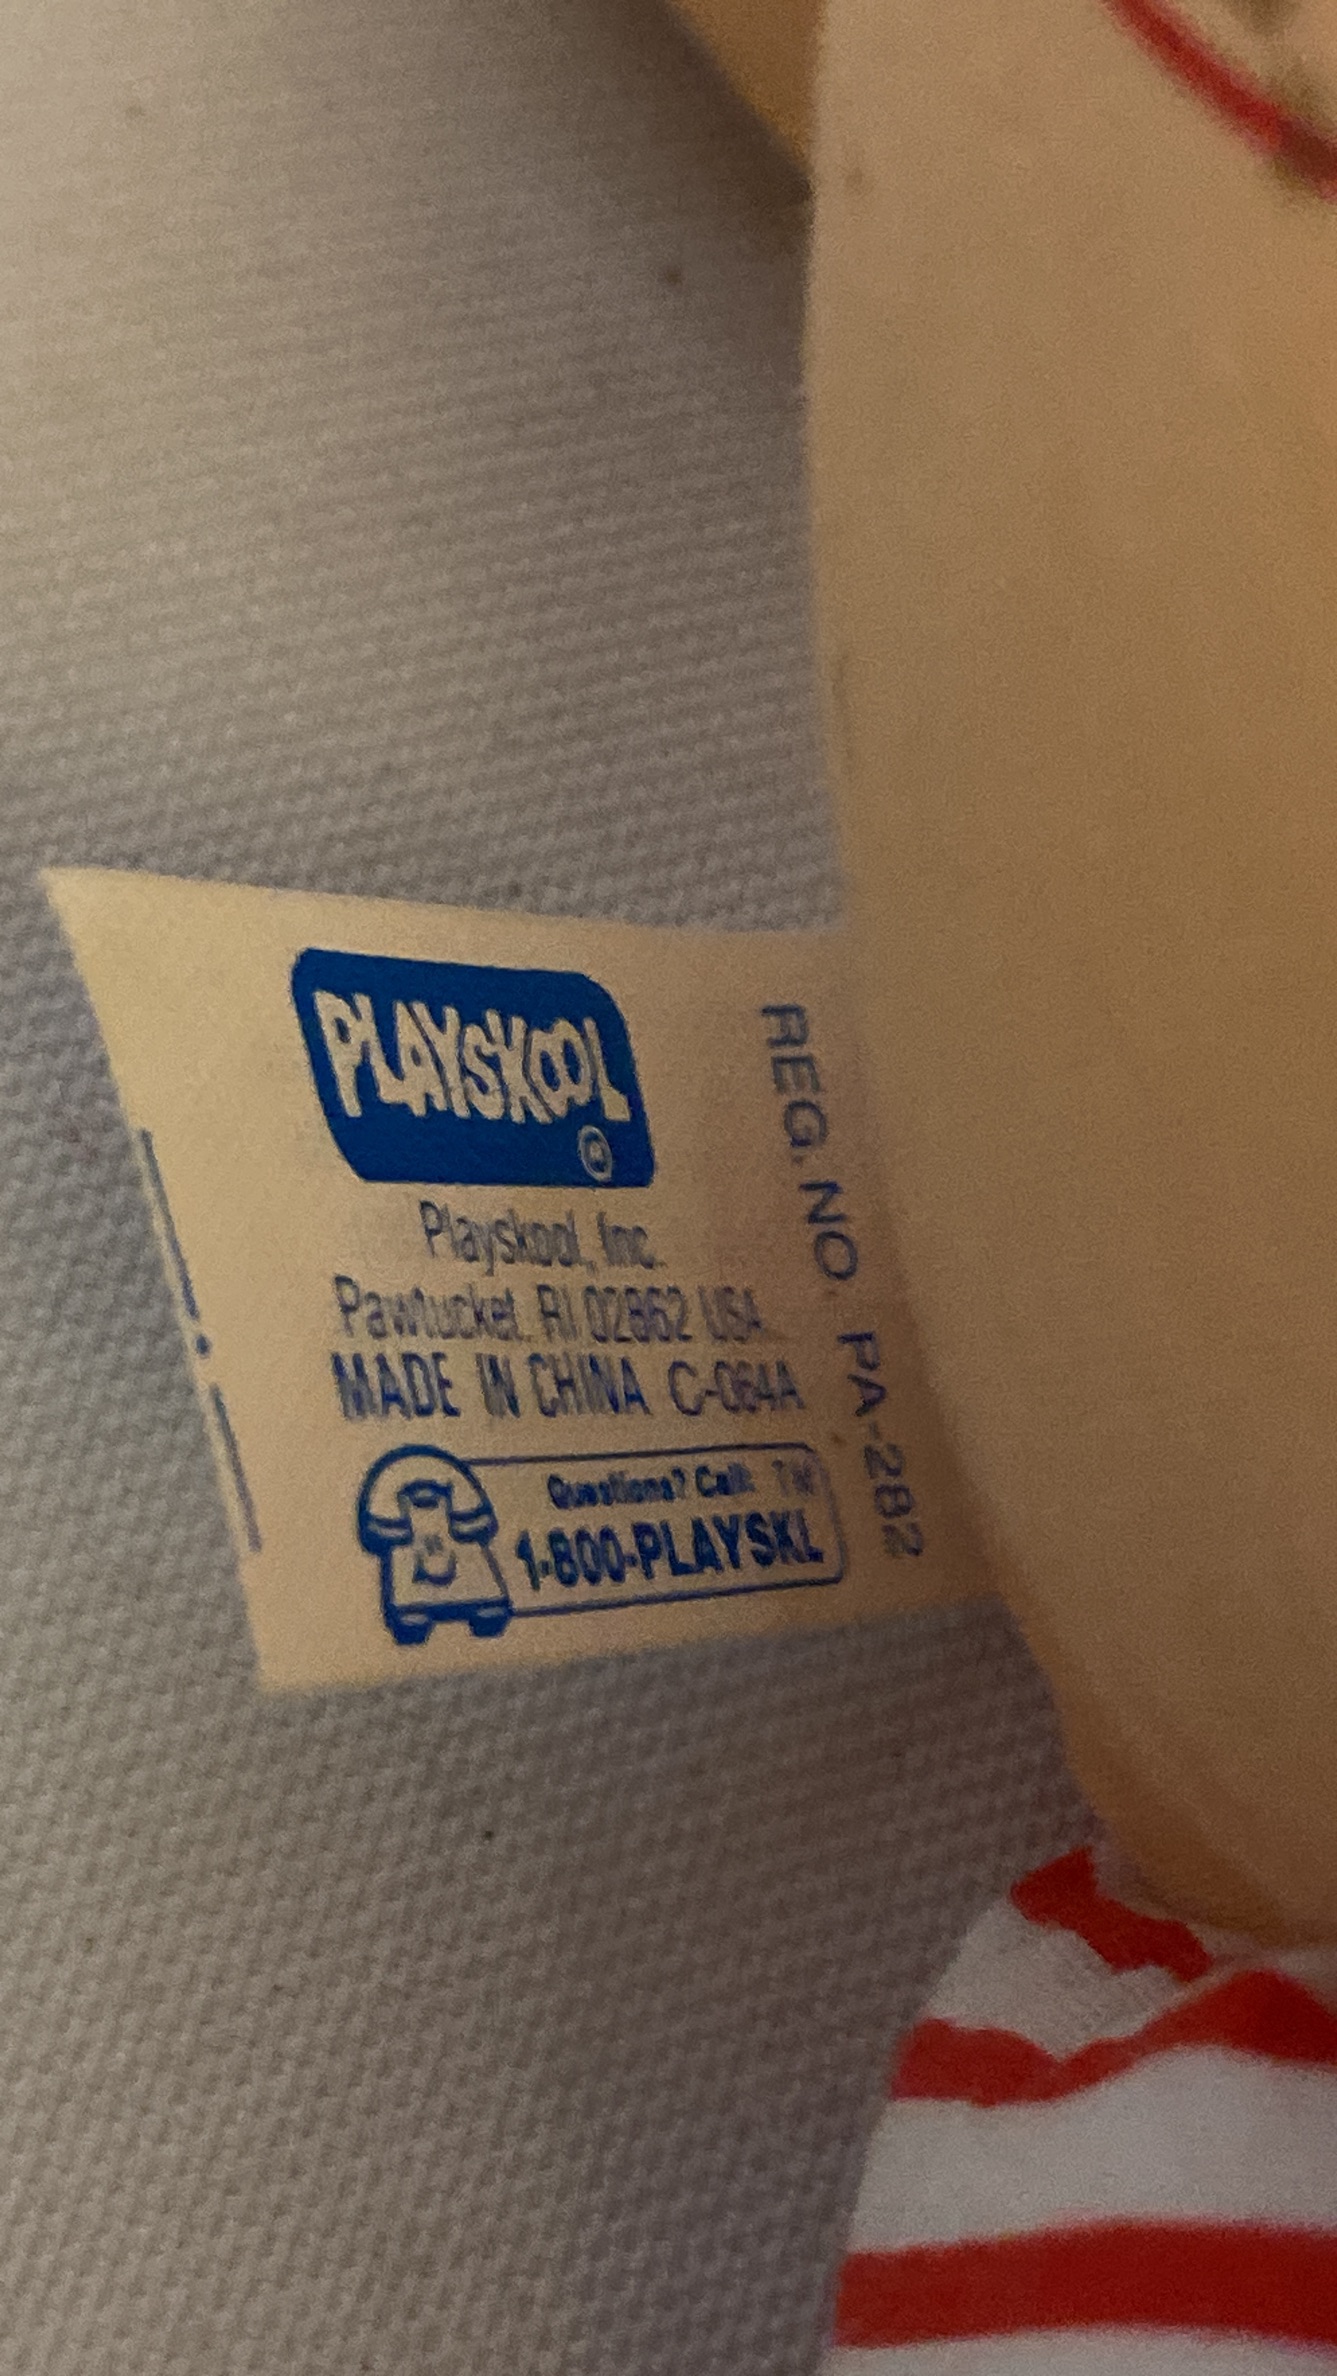 PLAYSKOOL
Playskool, Inc.
Pawtucket, RI 02862 USA
MADE IN CHINA C-064A
Questions? Call: TM
1-800-PLAYSKL
REG. NO. PA-282